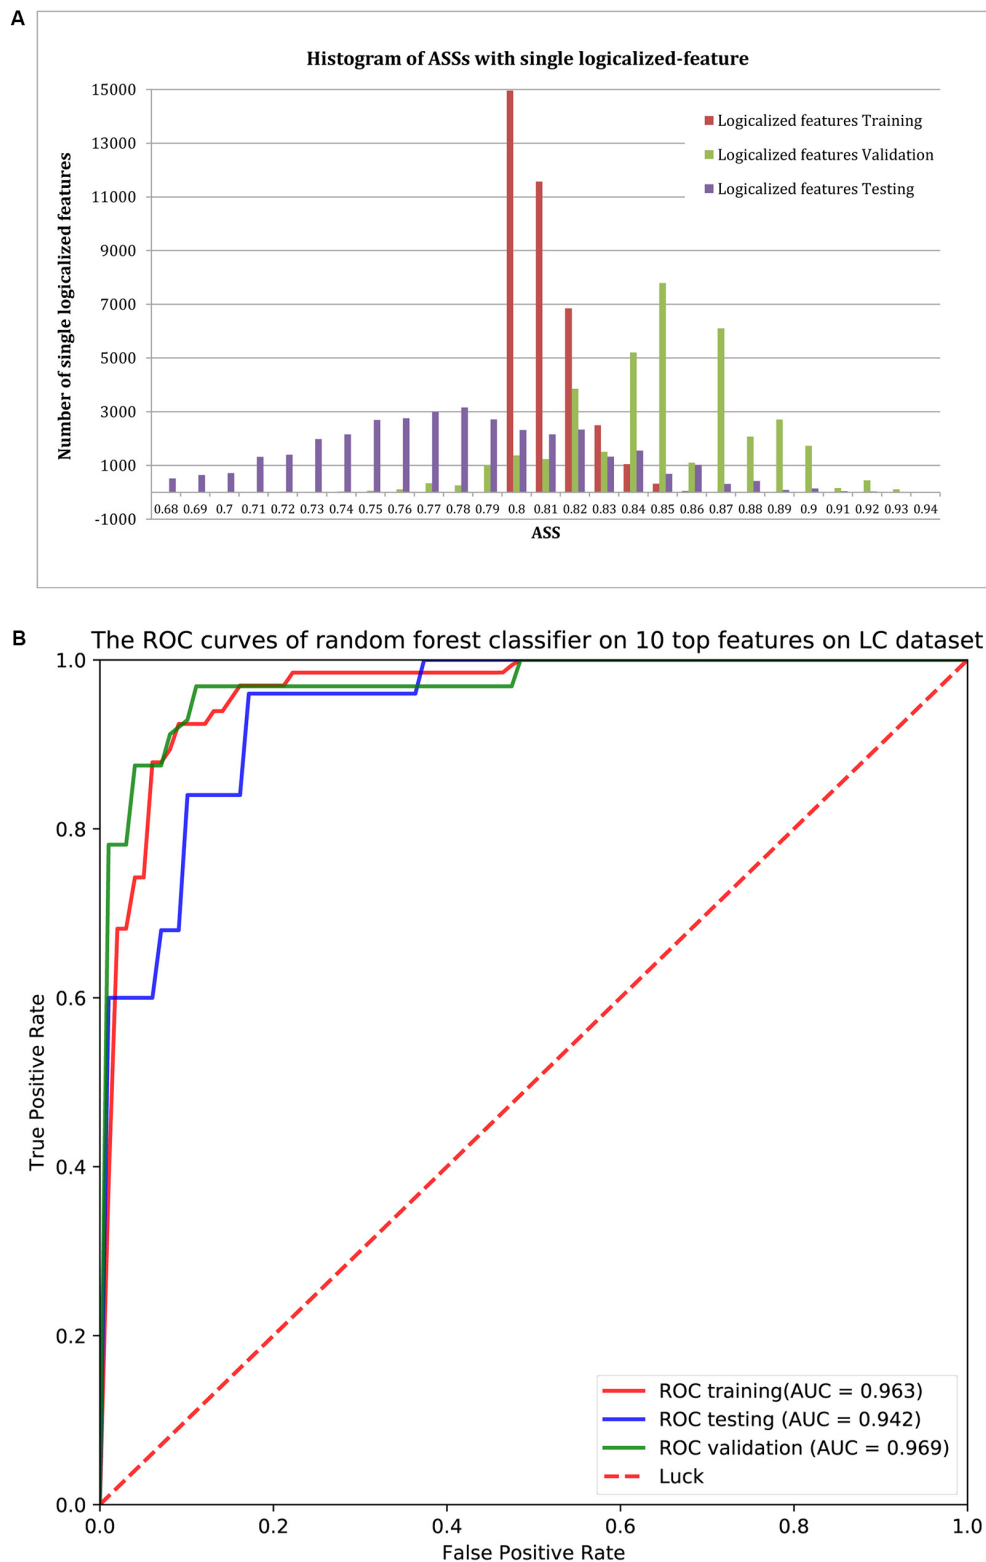 A
Histogram of ASSs with single logicalized-feature
Number of single logicalized features
15000
13000
11000
9000
7000
5000
3000
1000
-1000
Logicalized features Training
Logicalized features Validation
Logicalized features Testing
0.68 0.69 0.7 0.71 0.72 0.73 0.74 0.75 0.76 0.77 0.78 0.79 0.8 0.81 0.82 0.83 0.84 0.85 0.86 0.87 0.88 0.89 0.9 0.91 0.92 0.93 0.94
ASS
B
The ROC curves of random forest classifier on 10 top features on LC dataset
True Positive Rate
1.0
0.8
0.6
0.4
0.2
0.0
ROC training(AUC = 0.963)
ROC testing (AUC = 0.942)
ROC validation (AUC = 0.969)
Luck
0.0 0.2 0.4 0.6 0.8 1.0
False Positive Rate